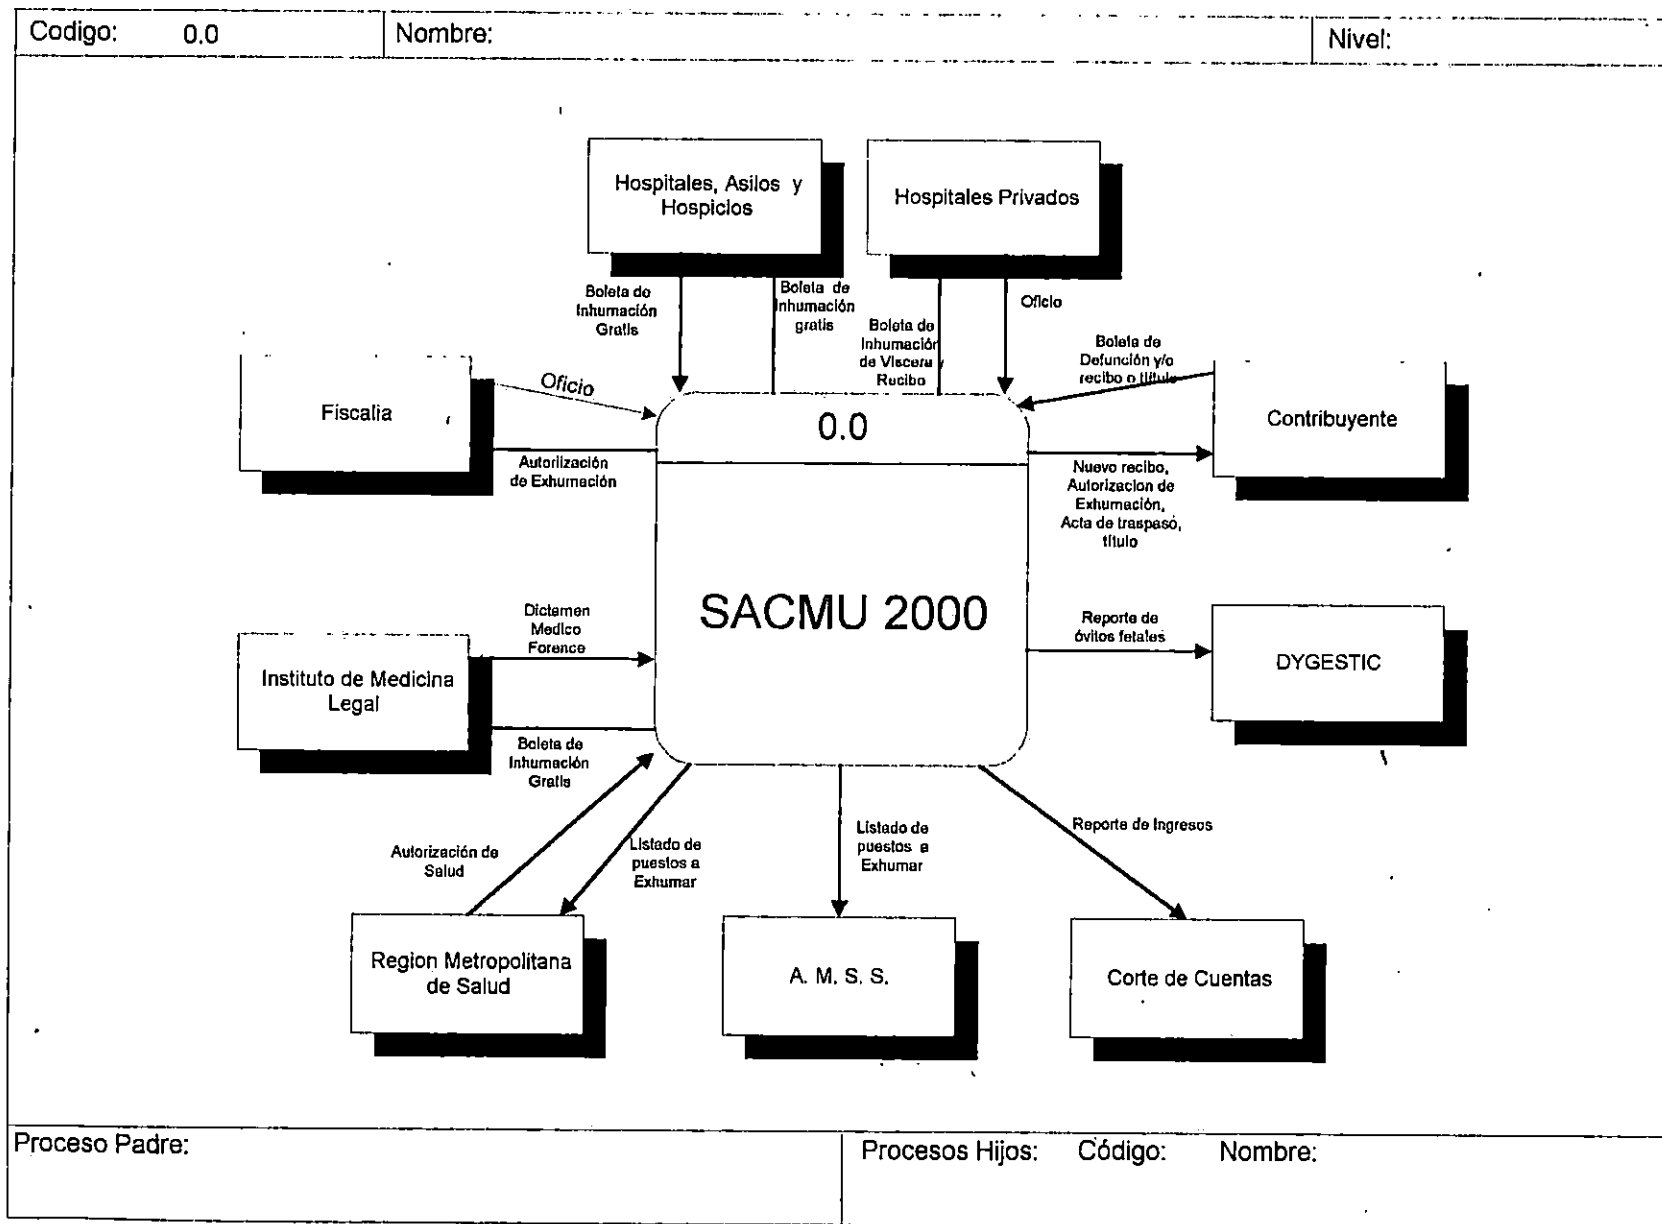 Codigo: 0.0 Nombre: Nivel:
Hospitales, Asilos y
Hospicios
Hospitales Privados
Boleta de
Inhumación
Gratis
Boleta de
Inhumación
gratis
Boleta de
Inhumación
de Viscera y
Recibo
Oficio
Boleta de
Defunción y/o
recibo o título
Fiscalia
Oficio
Autoriización
de Exhumación
0.0
SACMU 2000
Contribuyente
Nuevo recibo,
Autorizacion de
Exhumación,
Acta de traspasó,
título
Instituto de Medicina
Legal
Dictamen
Medico
Forence
Boleta de
Inhumación
Gratis
Reporte de
óvitos fetales
DYGESTIC
Autorización de
Salud
Listado de
puestos a
Exhumar
Listado de
puestos a
Exhumar
Reporte de Ingresos
Region Metropolitana
de Salud
A. M. S. S.
Corte de Cuentas
Proceso Padre:
Procesos Hijos: Código: Nombre: